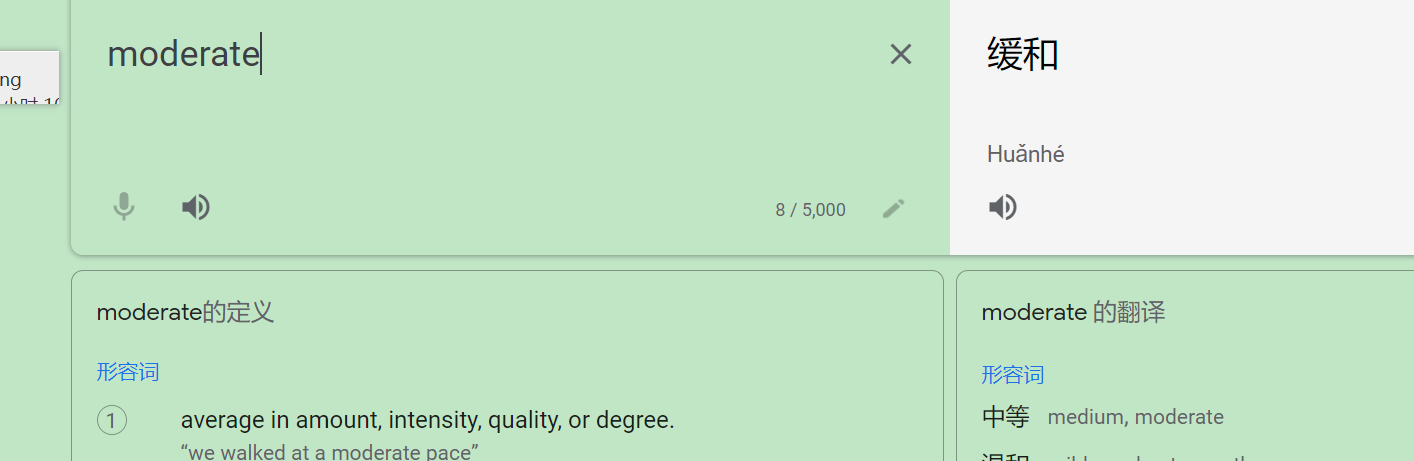 moderate
缓和
ng
Huǎnhé
8 / 5,000
moderate的定义
形容词
1
average in amount, intensity, quality, or degree.
“we walked at a moderate pace”
moderate 的翻译
形容词
中等 medium, moderate